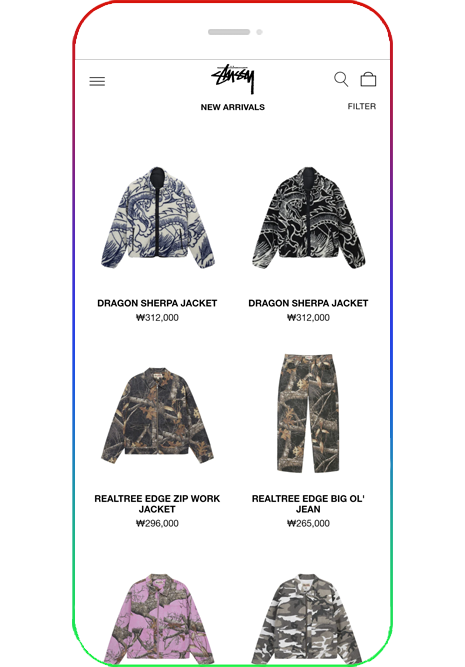 Stüssy
NEW ARRIVALS
FILTER
DRAGON SHERPA JACKET
₩312,000
DRAGON SHERPA JACKET
₩312,000
REALTREE EDGE ZIP WORK
JACKET
₩296,000
REALTREE EDGE BIG OL'
JEAN
₩265,000